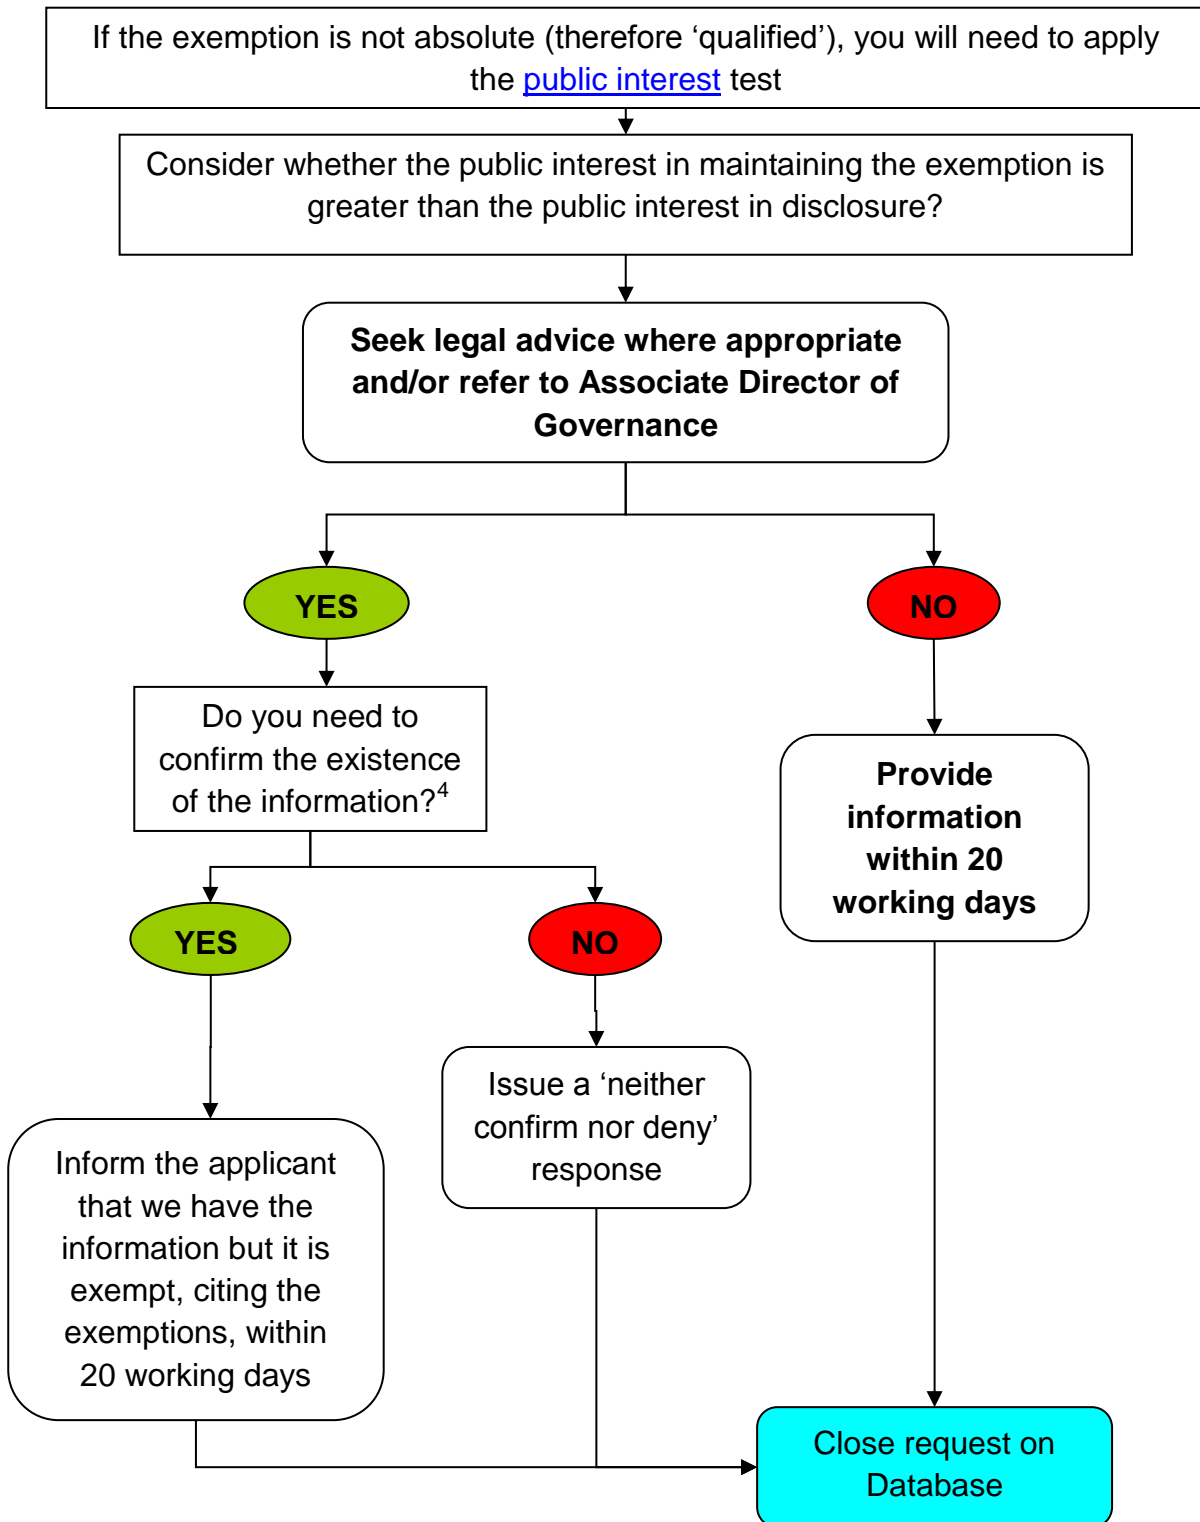 If the exemption is not absolute (therefore ‘qualified’), you will need to apply
the public interest test
Consider whether the public interest in maintaining the exemption is
greater than the public interest in disclosure?
Seek legal advice where appropriate
and/or refer to Associate Director of
Governance
YES
NO
Do you need to
confirm the existence
of the information?⁴
Provide
information
within 20
working days
YES
NO
Issue a ‘neither
confirm nor deny’
response
Inform the applicant
that we have the
information but it is
exempt, citing the
exemptions, within
20 working days
Close request on
Database